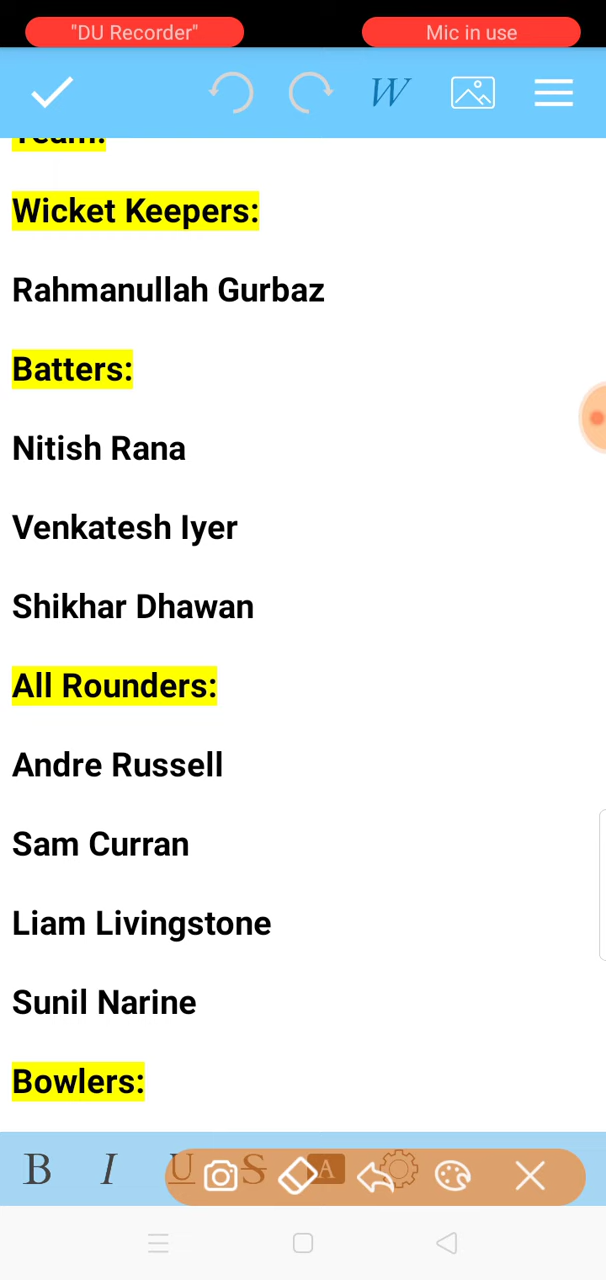 "DU Recorder"
Mic in use
W
Team:
Wicket Keepers:
Rahmanullah Gurbaz
Batters:
Nitish Rana
Venkatesh Iyer
Shikhar Dhawan
All Rounders:
Andre Russell
Sam Curran
Liam Livingstone
Sunil Narine
Bowlers:
B I U S A